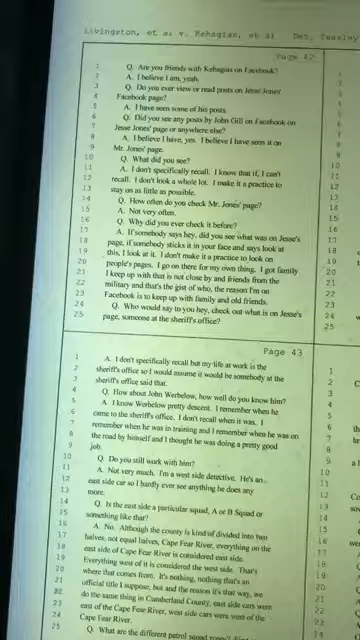 Livingston, et al v. Kehagias, et al Det. Teasley
Page 42
1 Q. Are you friends with Kehagias on Facebook?
2 A. I believe I am, yeah.
3 Q. Do you ever view or read posts on Jesse Jones'
4 Facebook page?
5 A. I have seen some of his posts.
6 Q. Did you see any posts by John Gill on Facebook on
7 Jesse Jones' page or anywhere else?
8 A. I believe I have, yes. I believe I have seen it on
9 Mr. Jones' page.
10 Q. What did you see?
11 A. I don't specifically recall. I know that if, I can't
12 recall. I don't look a whole lot. I make it a practice to
13 stay on as little as possible.
14 Q. How often do you check Mr. Jones' page?
15 A. Not very often.
16 Q. Why did you ever check it before?
17 A. If somebody says hey, did you see what was on Jesse's
18 page, if somebody sticks it in your face and says look at
19 this, I look at it. I don't make it a practice to look on
20 people's pages. I go on there for my own thing. I got family
21 I keep up with that is not close by and friends from the
22 military and that's the gist of who, the reason I'm on
23 Facebook is to keep up with family and old friends.
24 Q. Who would say to you hey, check out what is on Jesse's
25 page, someone at the sheriff's office?
Page 43
1 A. I don't specifically recall but my life at work is the
2 sheriff's office so I would assume it would be somebody at the
3 sheriff's office said that.
4 Q. How about John Werbelow, how well do you know him?
5 A. I know Werbelow pretty descent. I remember when he
6 came to the sheriff's office. I don't recall when it was. I
7 remember when he was in training and I remember when he was on
8 the road by himself and I thought he was doing a pretty good
9 job.
10 Q. Do you still work with him?
11 A. Not very much. I'm a west side detective. He's an
12 east side car so I hardly ever see anything he does any
13 more.
14 Q. Is the east side a particular squad, A or B Squad or
15 something like that?
16 A. No. Although the county is kind of divided into two
17 halves, not equal halves, Cape Fear River, everything on the
18 east side of Cape Fear River is considered east side.
19 Everything west of it is considered the west side. That's
20 where that comes from. It's nothing, nothing that's an
21 official title I suppose, but and the reason it's that way, we
22 do the same thing in Cumberland County, east side cars were
23 east of the Cape Fear River, west side cars were west of the
24 Cape Fear River.
25 Q. What are the different patrol squad